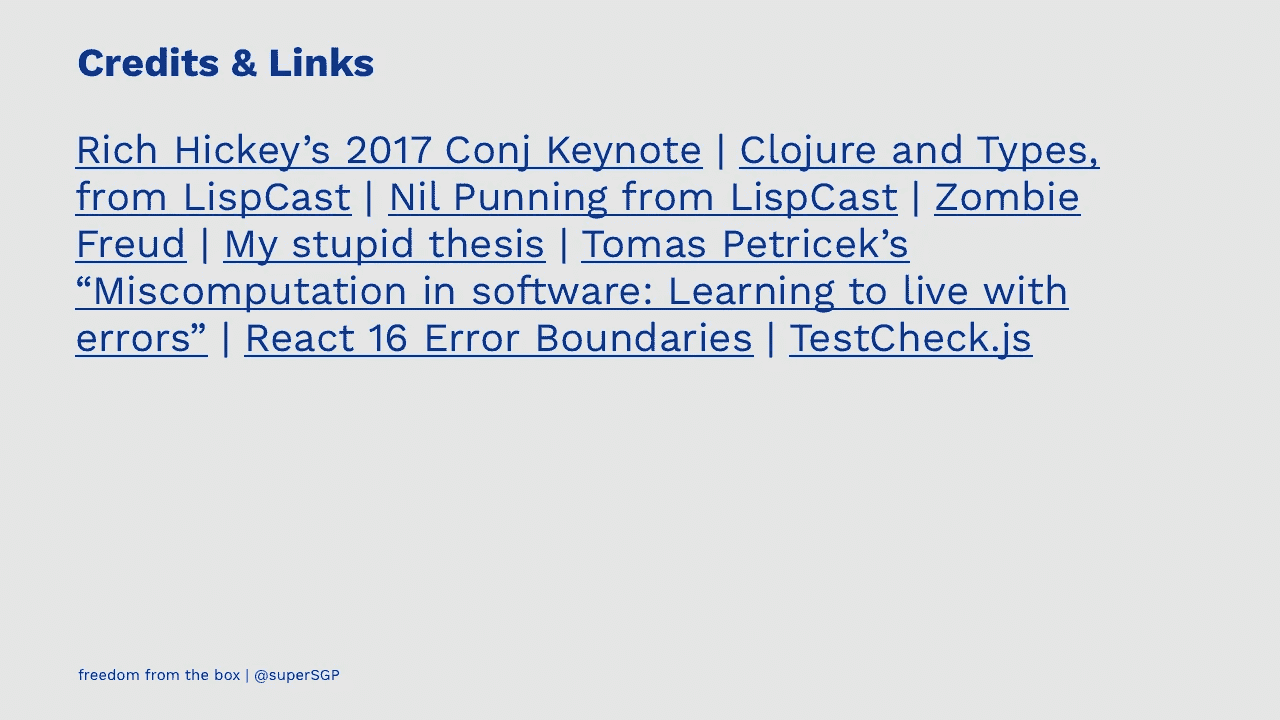 Credits & Links
Rich Hickey’s 2017 Conj Keynote | Clojure and Types,
from LispCast | Nil Punning from LispCast | Zombie
Freud | My stupid thesis | Tomas Petricek’s
“Miscomputation in software: Learning to live with
errors” | React 16 Error Boundaries | TestCheck.js
freedom from the box | @superSGP